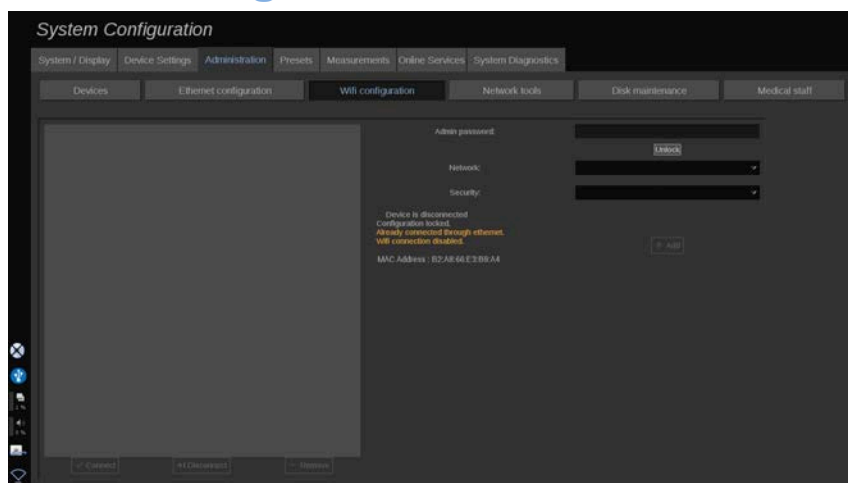 System Configuration
System / Display Device Settings Administration Presets Measurements Online Services System Diagnostics
Devices Ethernet configuration Wifi configuration Network tools Disk maintenance Medical staff
Admin password:
Unlock
Network:
Security:
Device is disconnected
Configuration locked.
Already connected through ethernet.
Wifi connection disabled.
+ Add
MAC Address : B2:A8:66:E3:B9:A4
Connect Disconnect Remove